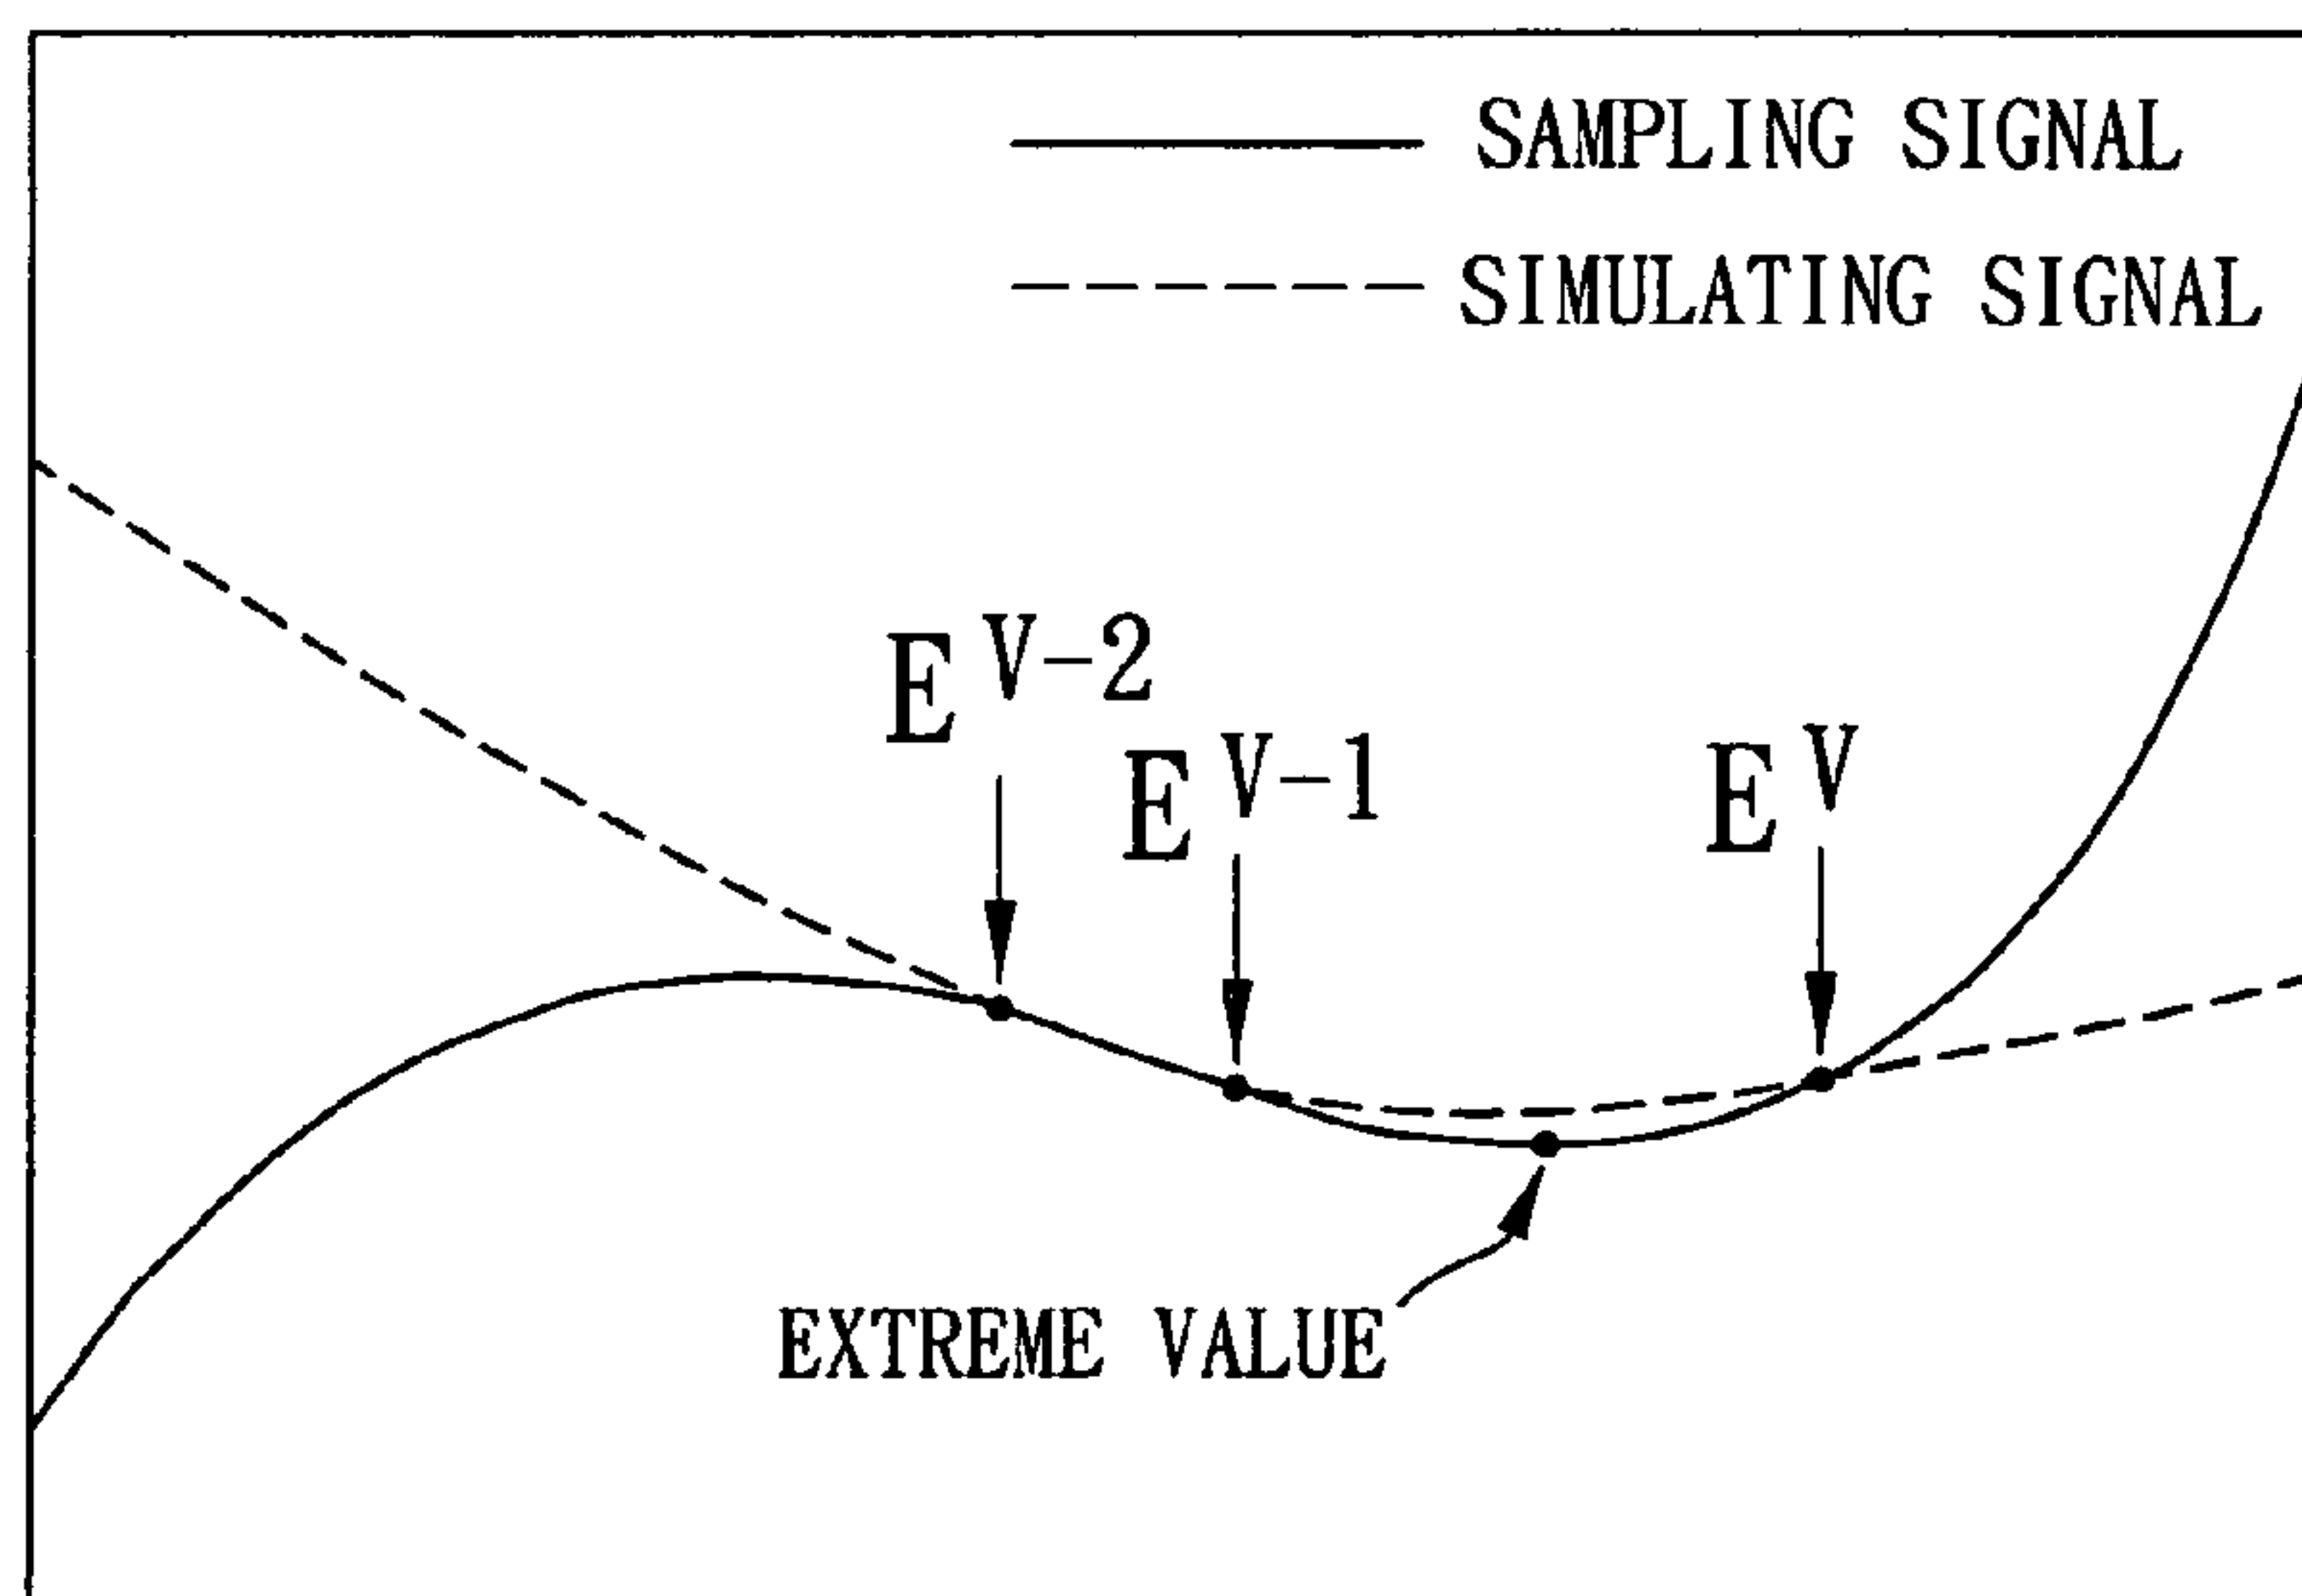 SAMPLING SIGNAL
SIMULATING SIGNAL
E V-2
E V-1
E V
EXTREME VALUE